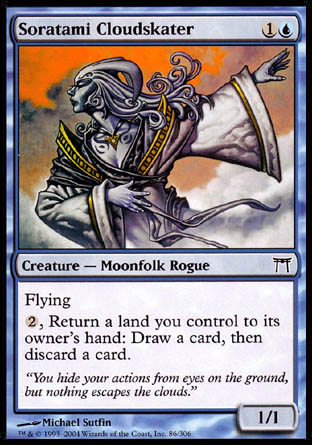 Soratami Cloudskater 1
Creature — Moonfolk Rogue
Flying
2, Return a land you control to its
owner's hand: Draw a card, then
discard a card.
"You hide your actions from eyes on the ground,
but nothing escapes the clouds."
Michael Sutfin
™ & © 1993–2004 Wizards of the Coast, Inc. 86/306
1/1